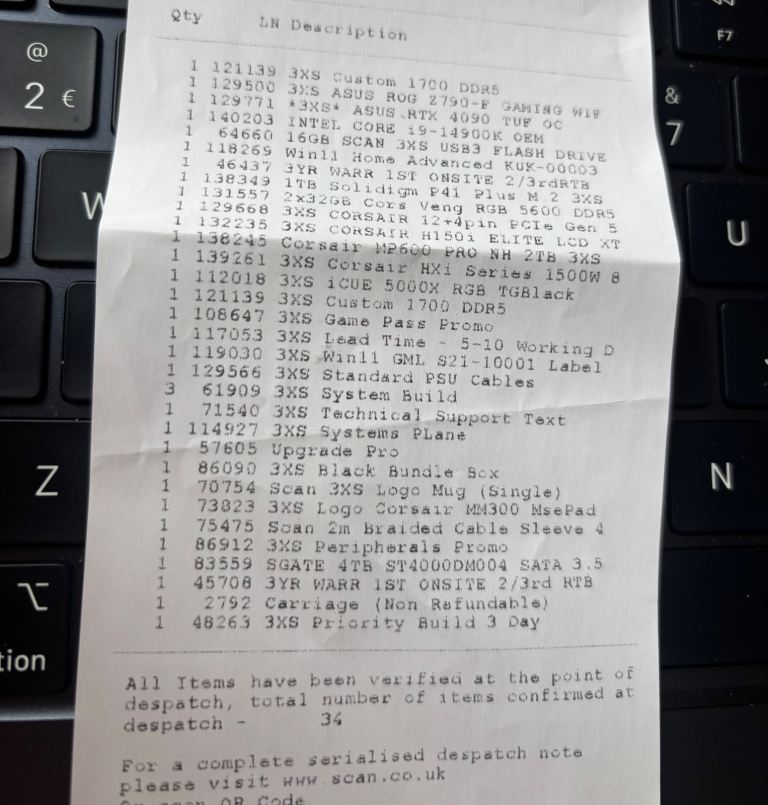 Qty LN Description
1 121139 3XS Custom 1700 DDR5
1 129500 3XS ASUS ROG Z790-F GAMING WIF
1 129771 *3XS* ASUS RTX 4090 TUF OC
1 140203 INTEL CORE i9-14900K OEM
1 64660 16GB SCAN 3XS USB3 FLASH DRIVE
1 118269 Win11 Home Advanced KUK-00003
1 46437 3YR WARR 1ST ONSITE 2/3rdRTB
1 138349 1TB Solidigm P41 Plus M.2 3XS
1 131557 2x32GB Cors Veng RGB 5600 DDR5
1 129668 3XS CORSAIR 12+4pin PCIe Gen 5
1 132235 3XS CORSAIR H150i ELITE LCD XT
1 138245 Corsair MP600 PRO NH 2TB 3XS
1 139261 3XS Corsair HXi Series 1500W 8
1 112018 3XS iCUE 5000X RGB TGBlack
1 121139 3XS Custom 1700 DDR5
1 108647 3XS Game Pass Promo
1 117053 3XS Lead Time - 5-10 Working D
1 119030 3XS Win11 GML S21-10001 Label
1 129566 3XS Standard PSU Cables
3 61909 3XS System Build
1 71540 3XS Technical Support Text
1 114927 3XS Systems PLane
1 57605 Upgrade Pro
1 86090 3XS Black Bundle Box
1 70754 Scan 3XS Logo Mug (Single)
1 73823 3XS Logo Corsair MM300 MsePad
1 75475 Scan 2m Braided Cable Sleeve 4
1 86912 3XS Peripherals Promo
1 83559 SGATE 4TB ST4000DM004 SATA 3.5
1 45708 3YR WARR 1ST ONSITE 2/3rd RTB
1 2792 Carriage (Non Refundable)
1 48263 3XS Priority Build 3 Day
All Items have been verified at the point of
despatch, total number of items confirmed at
despatch - 34
For a complete serialised despatch note
please visit www.scan.co.uk
QR Code
@
2 €
W
Z
⌥
tion
F7
&
7
U
N